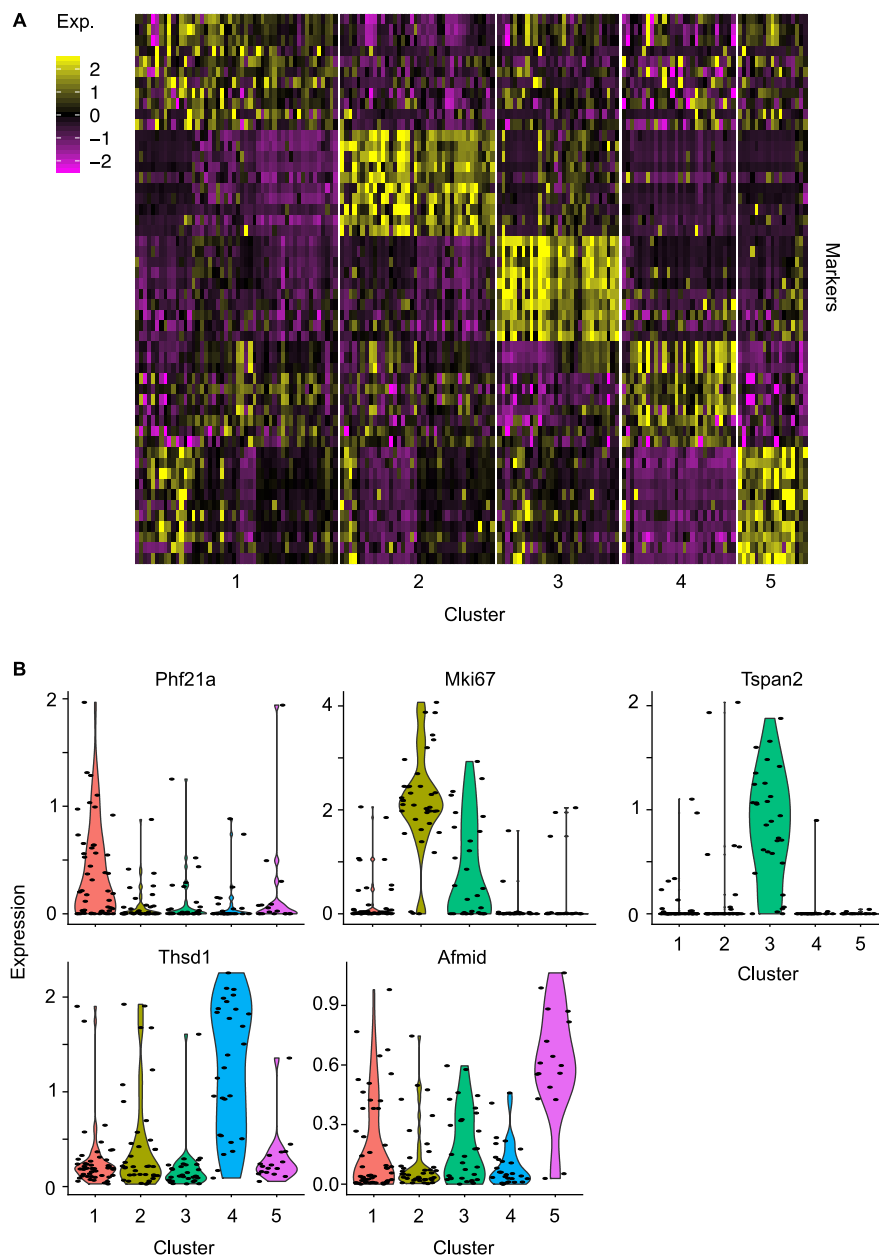 A
Exp.
2
1
0
−1
−2
Markers
1 2 3 4 5
Cluster
B
Phf21a Mki67 Tspan2
2
1
0
4
2
0
2
1
0
1 2 3 4 5
Cluster
Expression
Thsd1 Afmid
2
1
0
0.9
0.6
0.3
0.0
1 2 3 4 5
1 2 3 4 5
Cluster Cluster